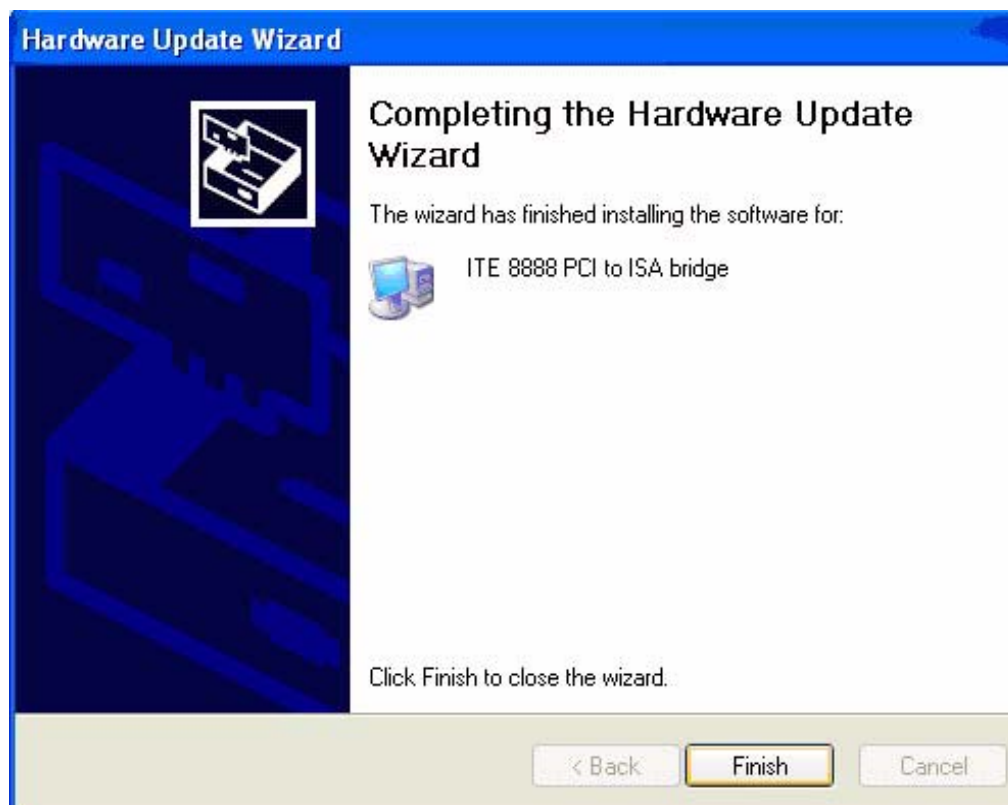 Hardware Update Wizard
Completing the Hardware Update
Wizard
The wizard has finished installing the software for:
ITE 8888 PCI to ISA bridge
Click Finish to close the wizard.
< Back
Finish
Cancel